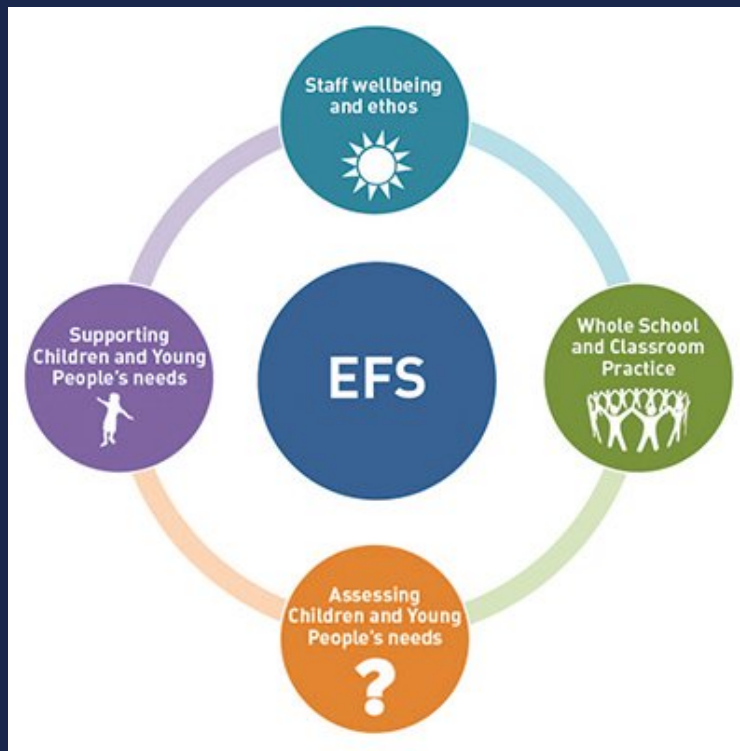 Staff wellbeing
and ethos
Supporting
Children and Young
People's needs
EFS
Whole School
and Classroom
Practice
Assessing
Children and Young
People's needs
?